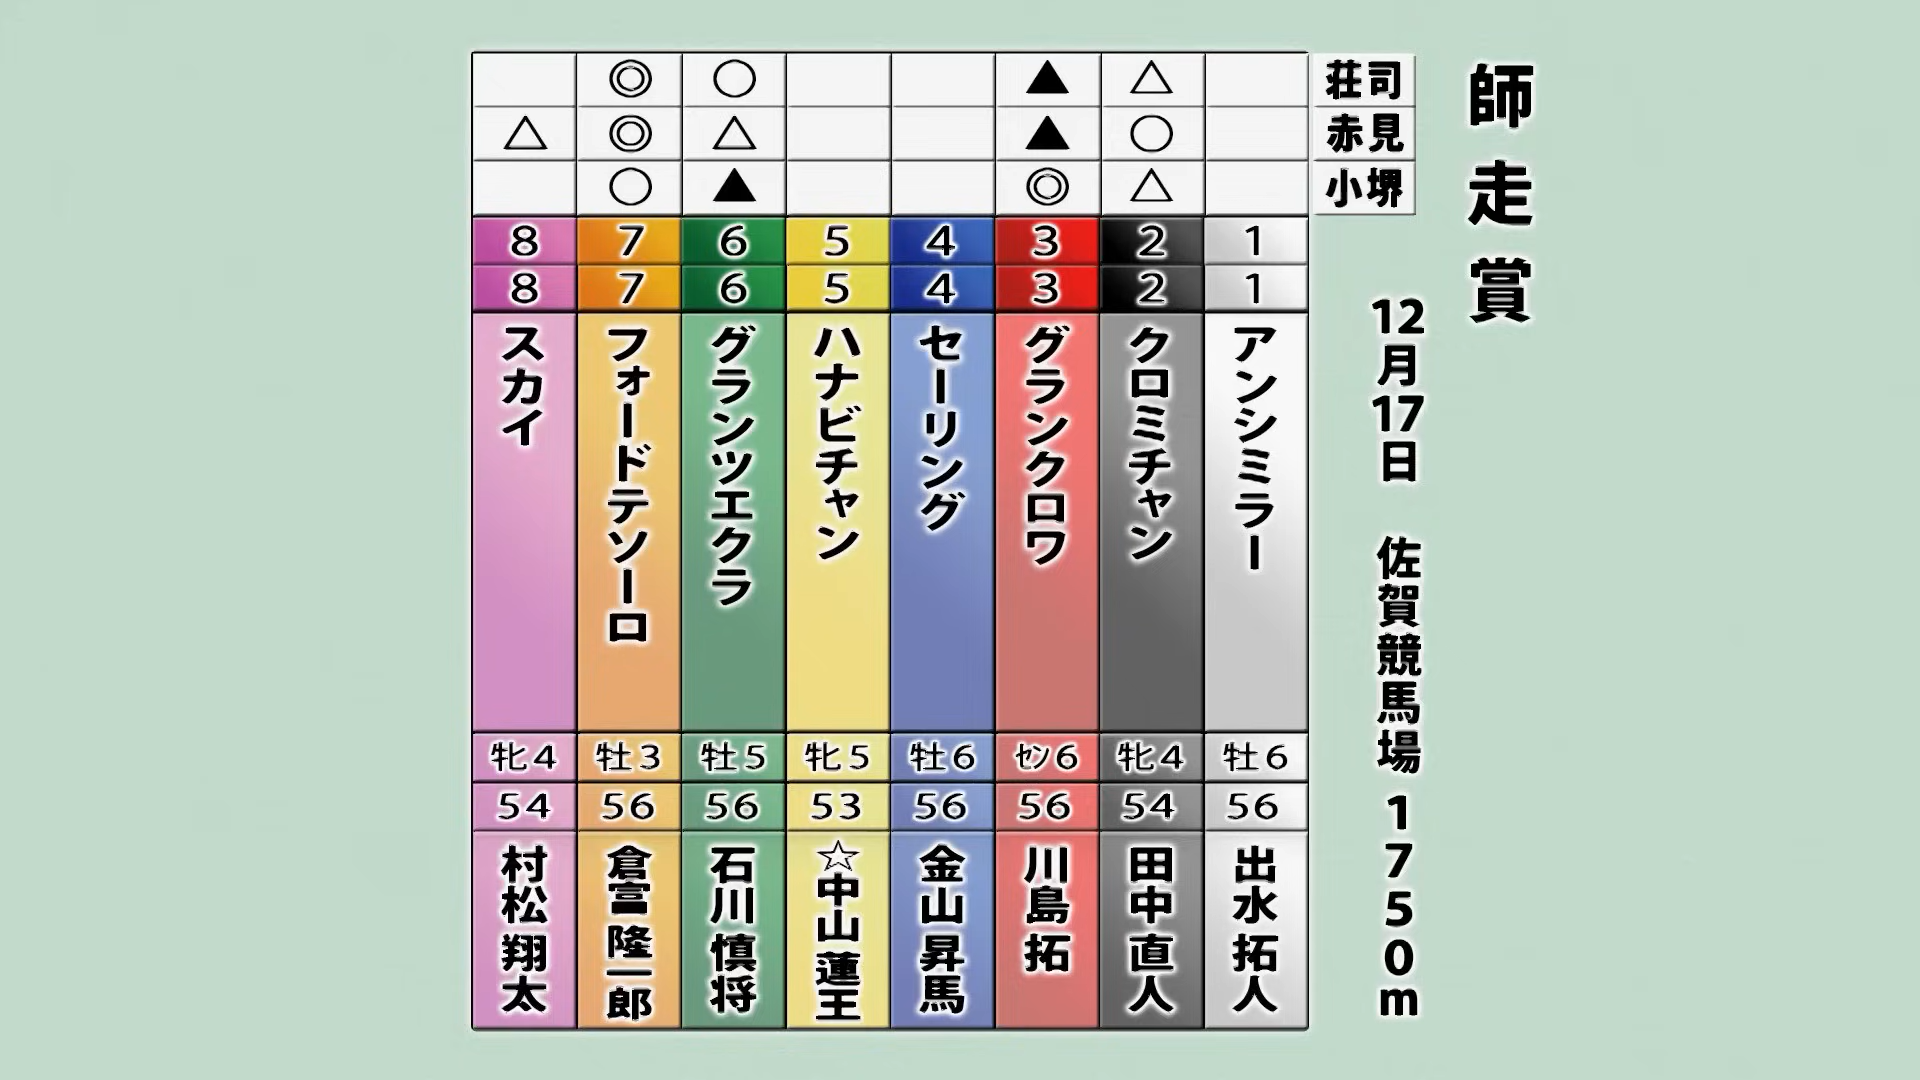 師走賞
12月17日 佐賀競馬場 1750m
荘司 △ ▲ ○ ◎
赤見 ○ ▲ △ ◎ △
小堺 △ ◎ ▲ ○
1 1 アンシミラー 牡6 56 出水 拓人
2 2 クロミチャン 牝4 54 田中 直人
3 3 グランクロワ セン6 56 川島 拓
4 4 セーリング 牡6 56 金山 昇馬
5 5 ハナビチャン 牝5 53 ☆中山 蓮王
6 6 グランツエクラ 牡5 56 石川 慎将
7 7 フォードテソーロ 牡3 56 倉富 隆一郎
8 8 スカイ 牝4 54 村松 翔太